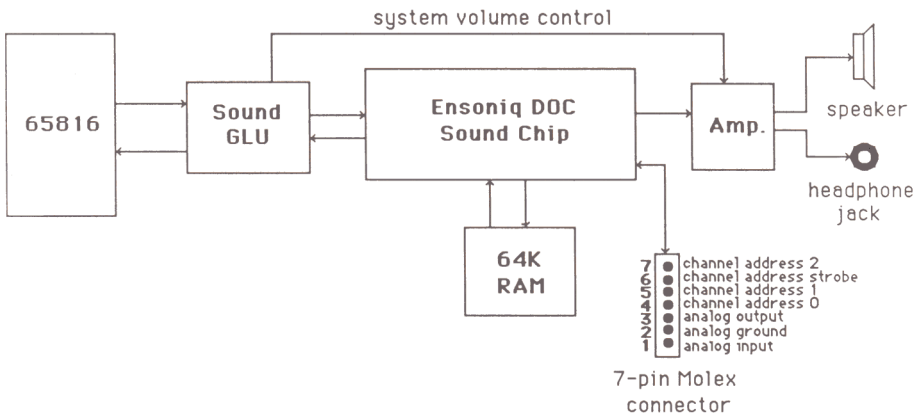 system volume control
65816
Sound
GLU
Ensoniq DOC
Sound Chip
Amp.
speaker
headphone
jack
64K
RAM
7 channel address 2
6 channel address strobe
5 channel address 1
4 channel address 0
3 analog output
2 analog ground
1 analog input
7-pin Molex
connector